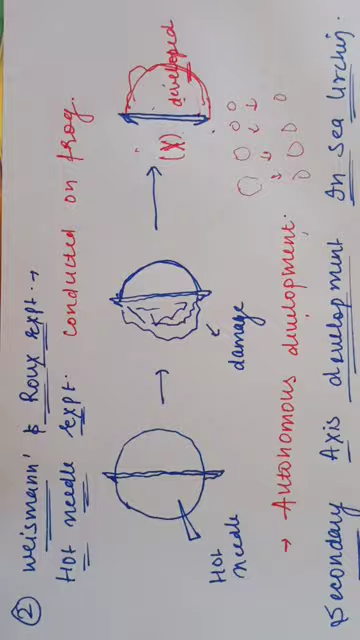 ② Weismann' & Roux expt. →
Hot needle expt. conducted on frog.
Hot
needle
damage
(X) developed
→ Autonomous development.
Secondary Axis development In sea Urching.